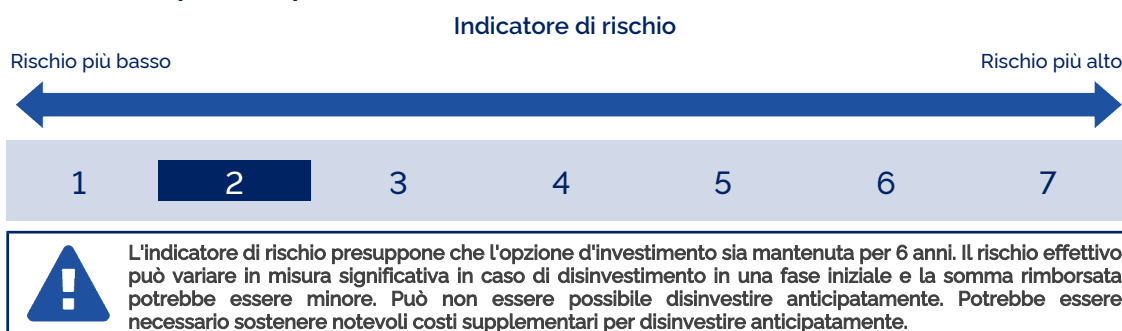 Indicatore di rischio
Rischio più basso
Rischio più alto
1 2 3 4 5 6 7
L'indicatore di rischio presuppone che l'opzione d'investimento sia mantenuta per 6 anni. Il rischio effettivo
può variare in misura significativa in caso di disinvestimento in una fase iniziale e la somma rimborsata
potrebbe essere minore. Può non essere possibile disinvestire anticipatamente. Potrebbe essere
necessario sostenere notevoli costi supplementari per disinvestire anticipatamente.